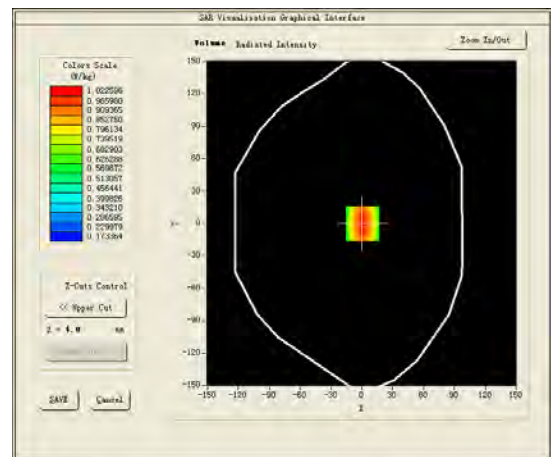 SAR Visualisation Graphical Interface
Volume Radiated Intensity
Zoom In/Out
Colors Scale
(W/kg)
1.022596
0.965980
0.909365
0.852750
0.796134
0.739519
0.682903
0.626288
0.569672
0.513057
0.456441
0.399826
0.343210
0.286595
0.229979
0.173364
150
120
90
60
30
0
-30
-60
-90
-120
-150
-150 -120 -90 -60 -30 0 30 60 90 120 150
X
Z-Cuts Control
<< Upper Cut
Z = 4.0 mm
SAVE Cancel